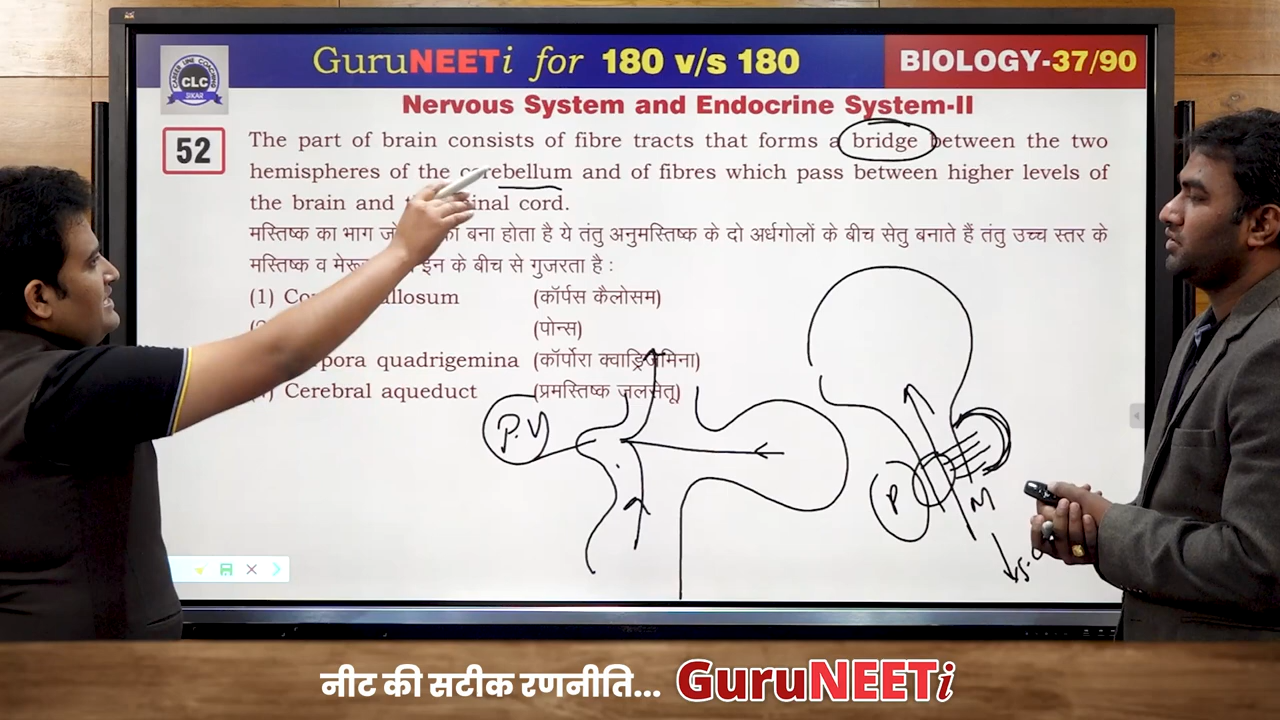 CAREER LINE COACHING
CLC
SIKAR
GuruNEETi for 180 v/s 180
BIOLOGY-37/90
Nervous System and Endocrine System-II
52
The part of brain consists of fibre tracts that forms a bridge between the two
hemispheres of the cerebellum and of fibres which pass between higher levels of
the brain and spinal cord.
मस्तिष्क का भाग जो बना होता है ये तंतु अनुमस्तिष्क के दो अर्धगोलों के बीच सेतु बनाते हैं तंतु उच्च स्तर के
मस्तिष्क व इन के बीच से गुजरता है :
(1) allosum (कॉर्पस कैलोसम)
(पोन्स)
pora quadrigemina (कॉर्पोरा क्वाड्रिजेमिना)
Cerebral aqueduct (प्रमस्तिष्क जलसेतू)
P.V
P
M
नीट की सटीक रणनीति... GuruNEETi